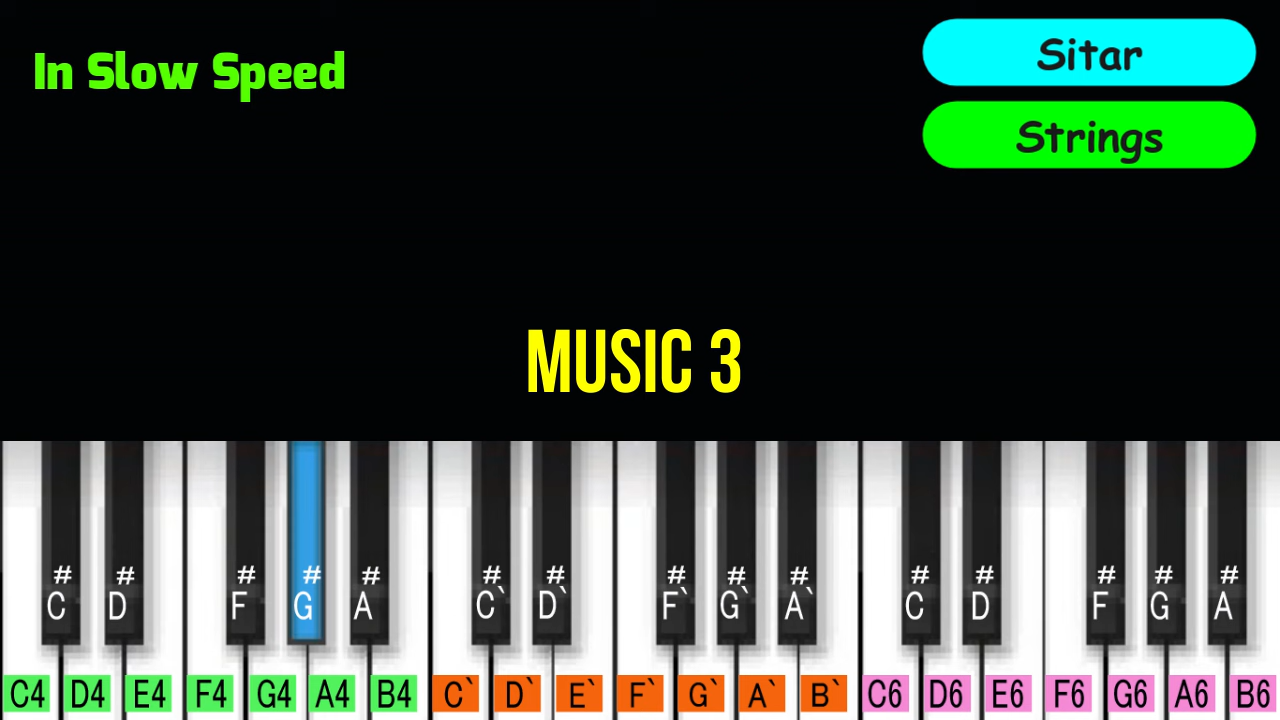 In Slow Speed
Sitar
Strings
MUSIC 3
# # # # # # # # # # # # # # #
C D F G A C` D` F` G` A` C D F G A
C4 D4 E4 F4 G4 A4 B4 C` D` E` F` G` A` B` C6 D6 E6 F6 G6 A6 B6